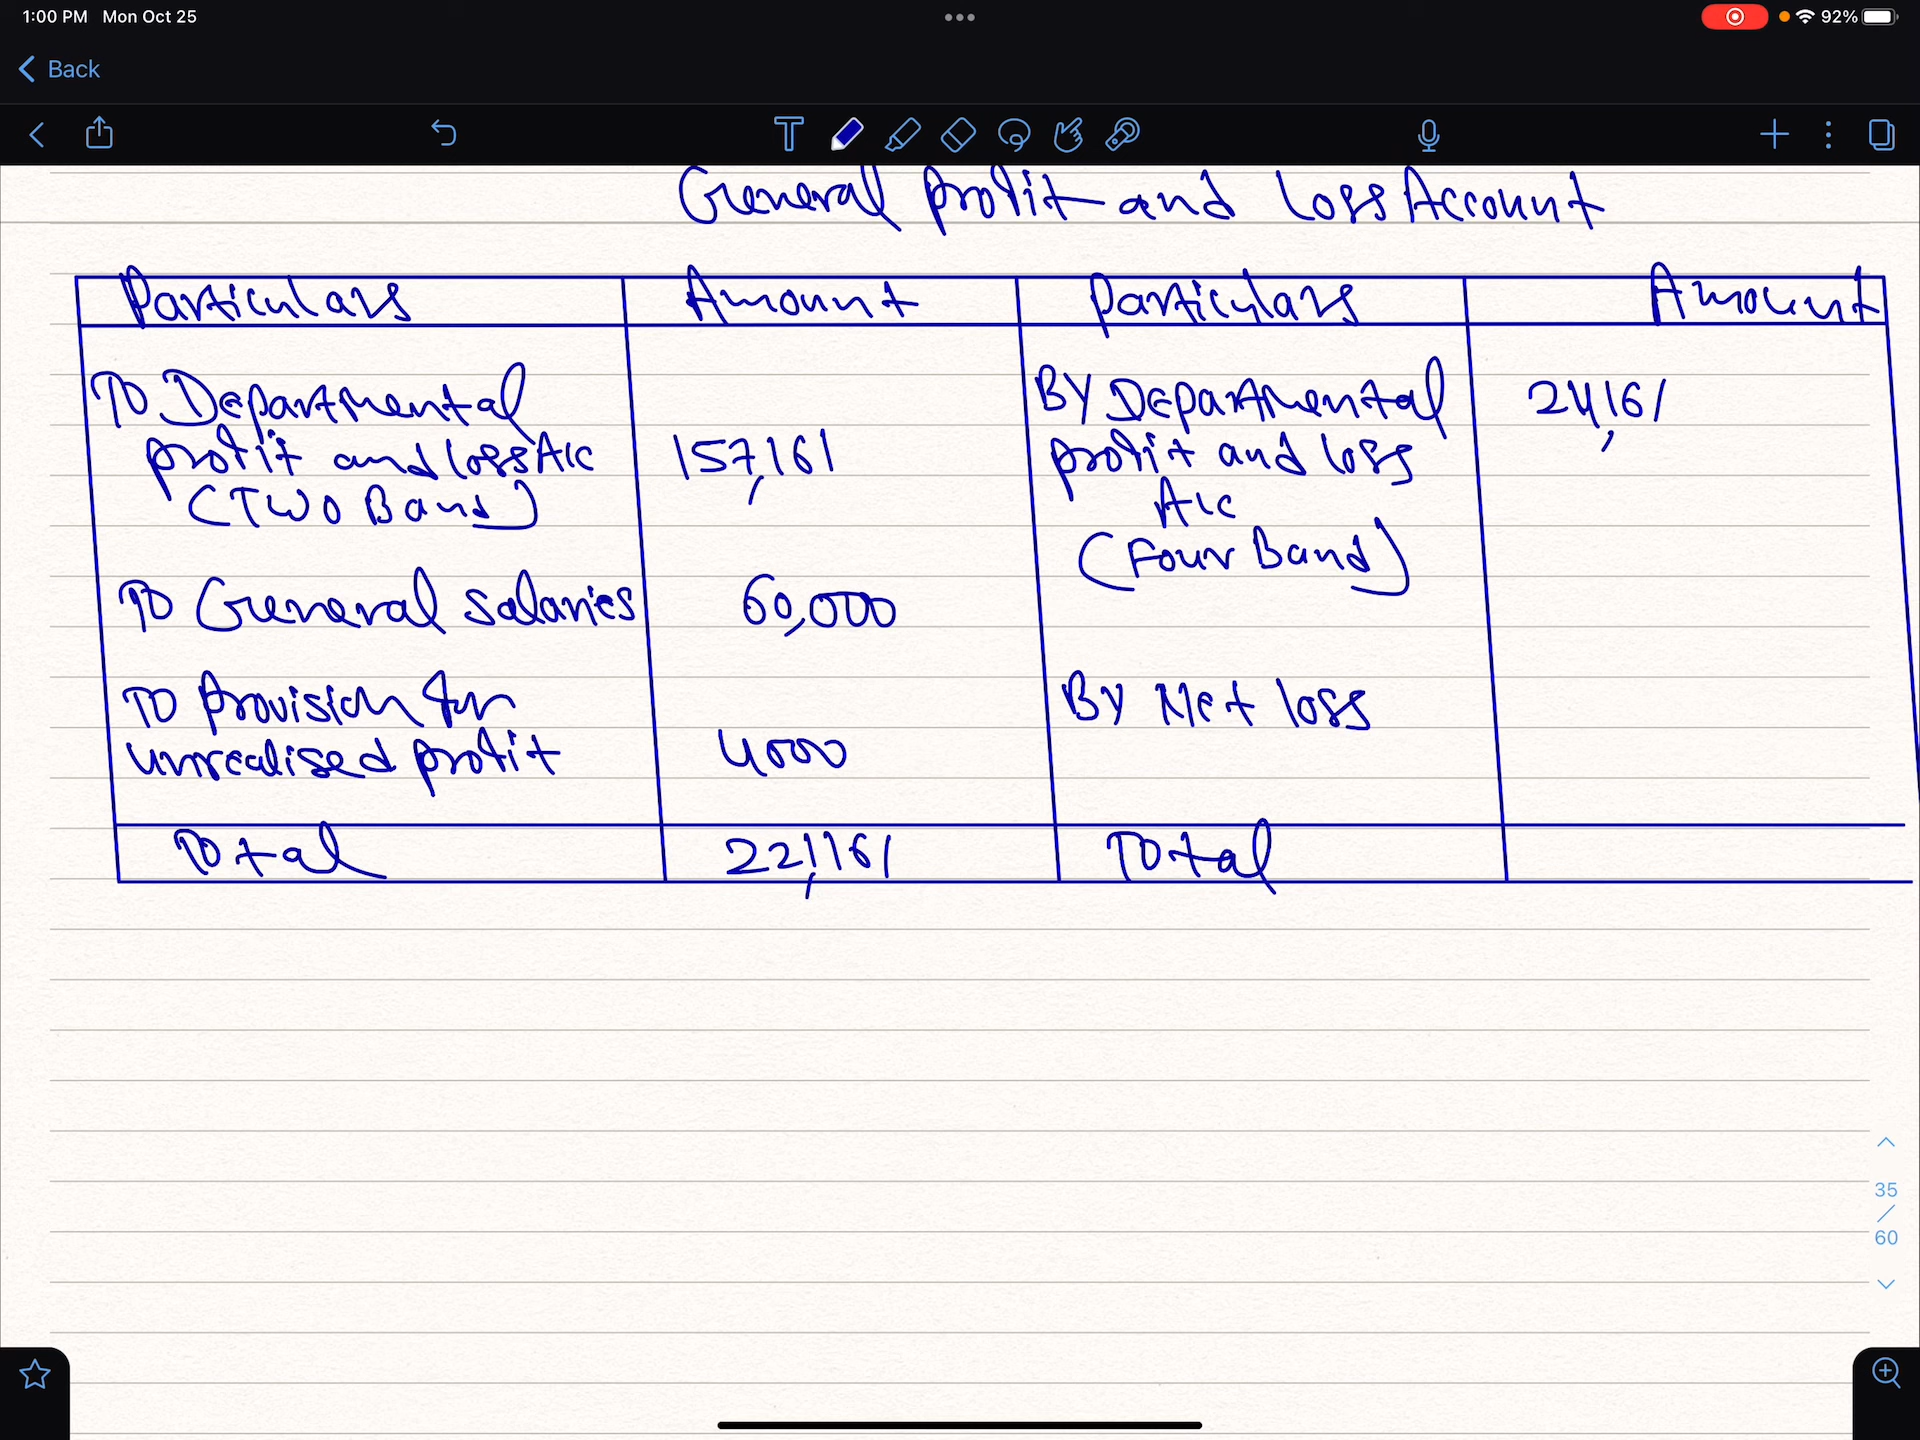 1:00 PM Mon Oct 25
92%
Back
General profit and loss Account
Particulars Amount Particulars Amount
TO Departmental BY Departmental 24,161
profit and loss A/c 157,161 profit and loss
(TWO Band) A/c
(Four Band)
TO General salaries 60,000
TO Provision for BY Net loss
unrealised profit 4000
Total 221,161 Total
35
/
60